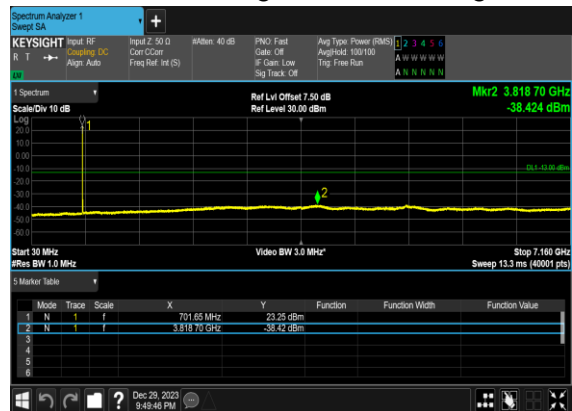 Spectrum Analyzer 1
Swept SA
+
KEYSIGHT Input: RF Input Z: 50 Ω #Atten: 40 dB PNO: Fast Avg Type: Power (RMS) 1 2 3 4 5 6
R T Coupling: DC Corr CCorr Gate: Off Avg|Hold: 100/100 A W W W W W
Align: Auto Freq Ref: Int (S) IF Gain: Low Trig: Free Run
LXI Sig Track: Off A N N N N N
1 Spectrum Ref Lvl Offset 7.50 dB Mkr2 3.818 70 GHz
Scale/Div 10 dB Ref Level 30.00 dBm -38.424 dBm
Log
20.0
10.0
0.00
-10.0
-20.0
-30.0
-40.0
-50.0
-60.0
1
DL1 -13.00 dBm
2
Start 30 MHz Video BW 3.0 MHz* Stop 7.160 GHz
#Res BW 1.0 MHz Sweep 13.3 ms (40001 pts)
5 Marker Table
Mode Trace Scale X Y Function Function Width Function Value
1 N 1 f 701.65 MHz 23.25 dBm
2 N 1 f 3.818 70 GHz -38.42 dBm
3
4
5
6
? Dec 29, 2023
9:49:46 PM